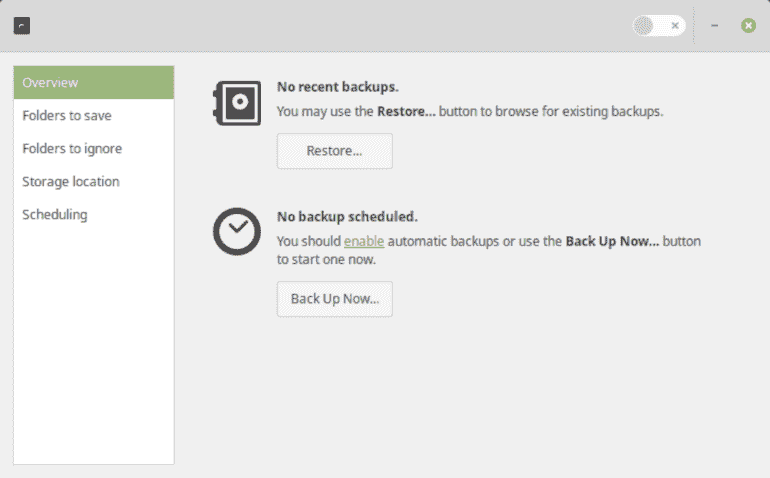 Overview
Folders to save
Folders to ignore
Storage location
Scheduling
No recent backups.
You may use the Restore... button to browse for existing backups.
Restore...
No backup scheduled.
You should enable automatic backups or use the Back Up Now... button
to start one now.
Back Up Now...